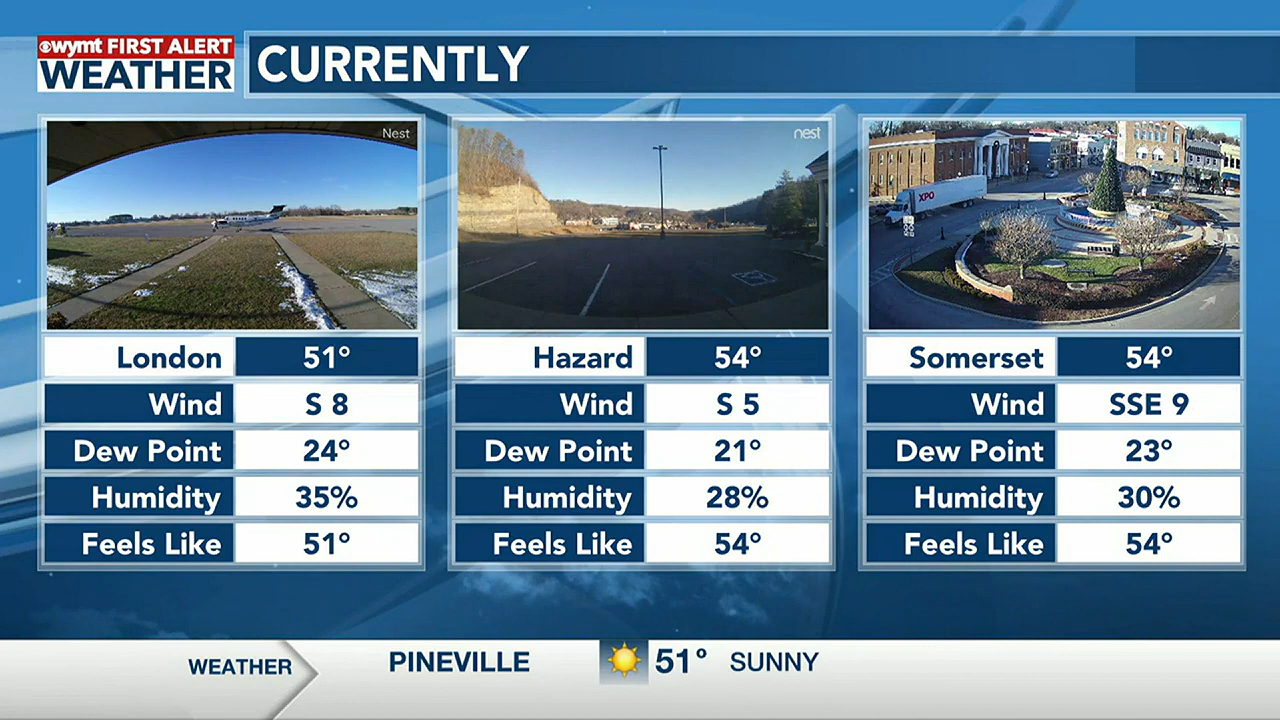 wymt FIRST ALERT
WEATHER
CURRENTLY
Nest
nest
XPO
London 51°
Wind S 8
Dew Point 24°
Humidity 35%
Feels Like 51°
Hazard 54°
Wind S 5
Dew Point 21°
Humidity 28%
Feels Like 54°
Somerset 54°
Wind SSE 9
Dew Point 23°
Humidity 30%
Feels Like 54°
WEATHER PINEVILLE 51° SUNNY